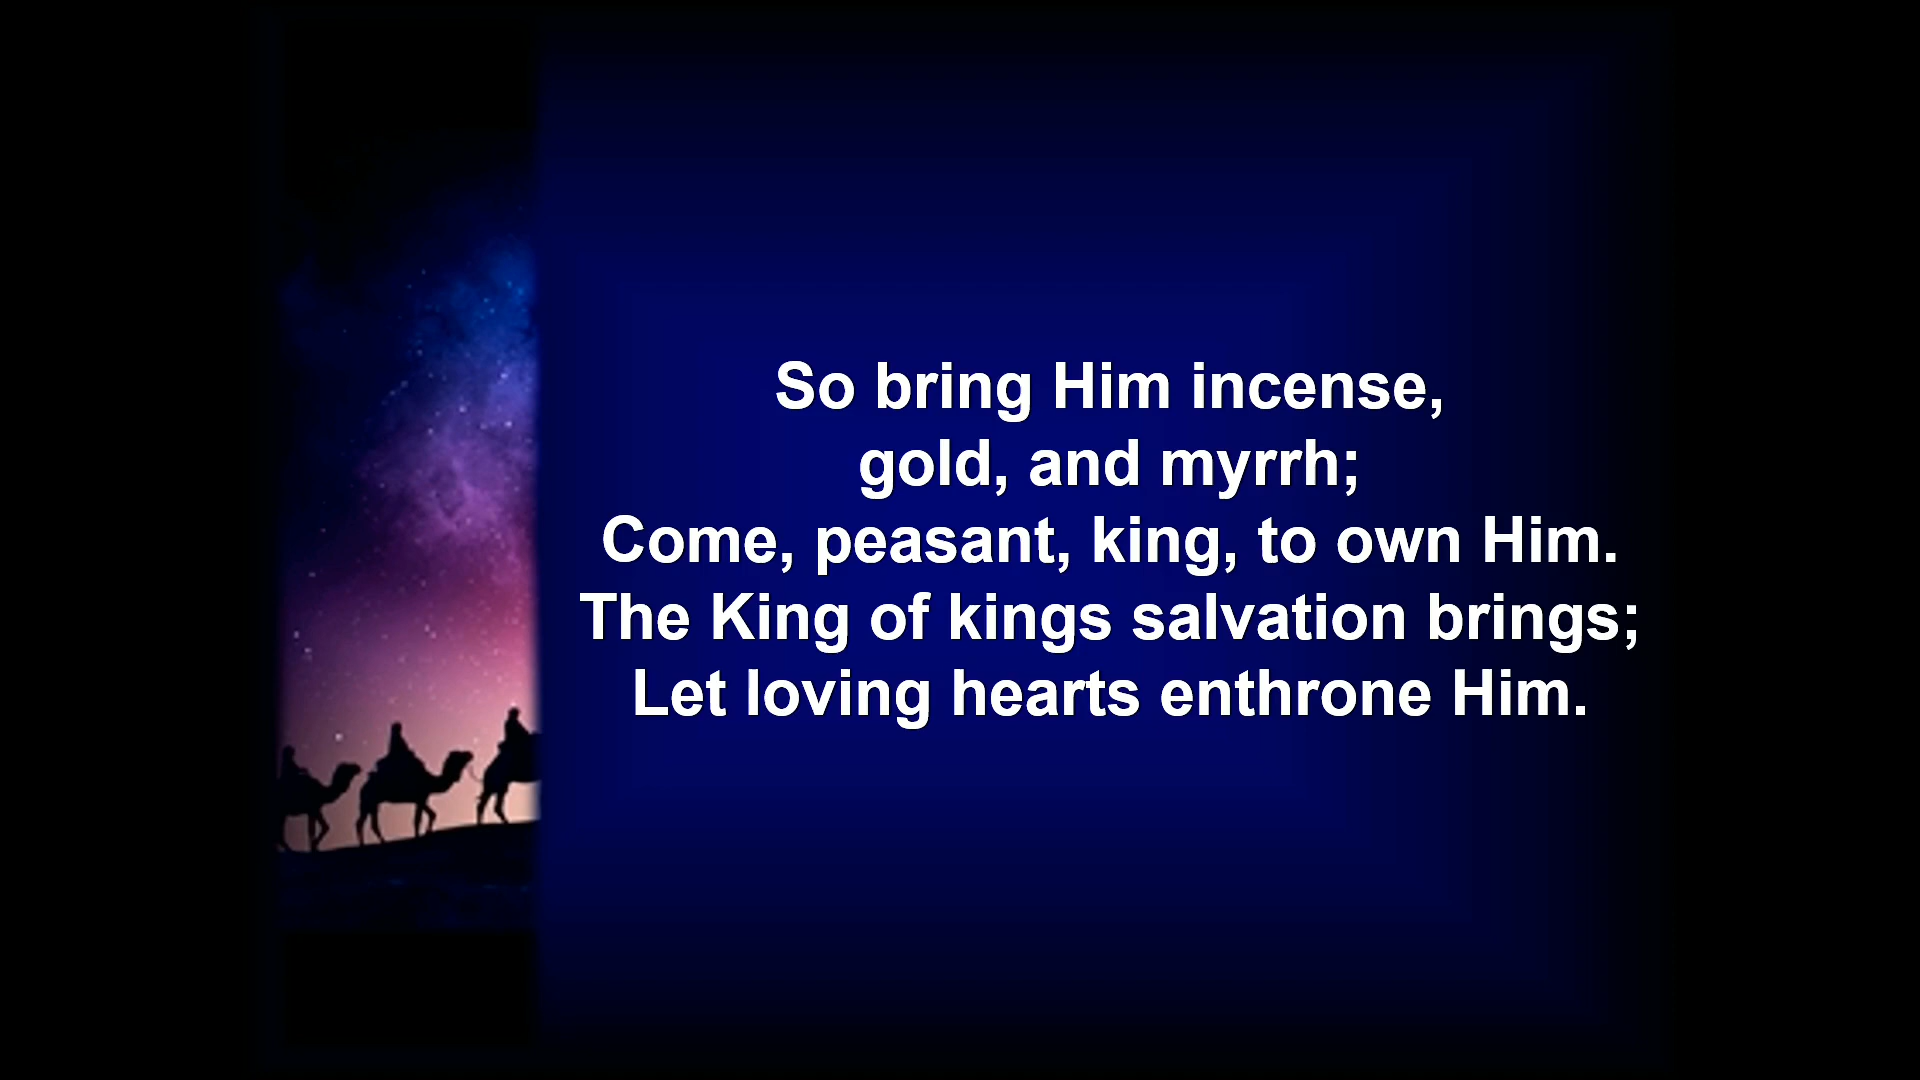 So bring Him incense,
gold, and myrrh;
Come, peasant, king, to own Him.
The King of kings salvation brings;
Let loving hearts enthrone Him.